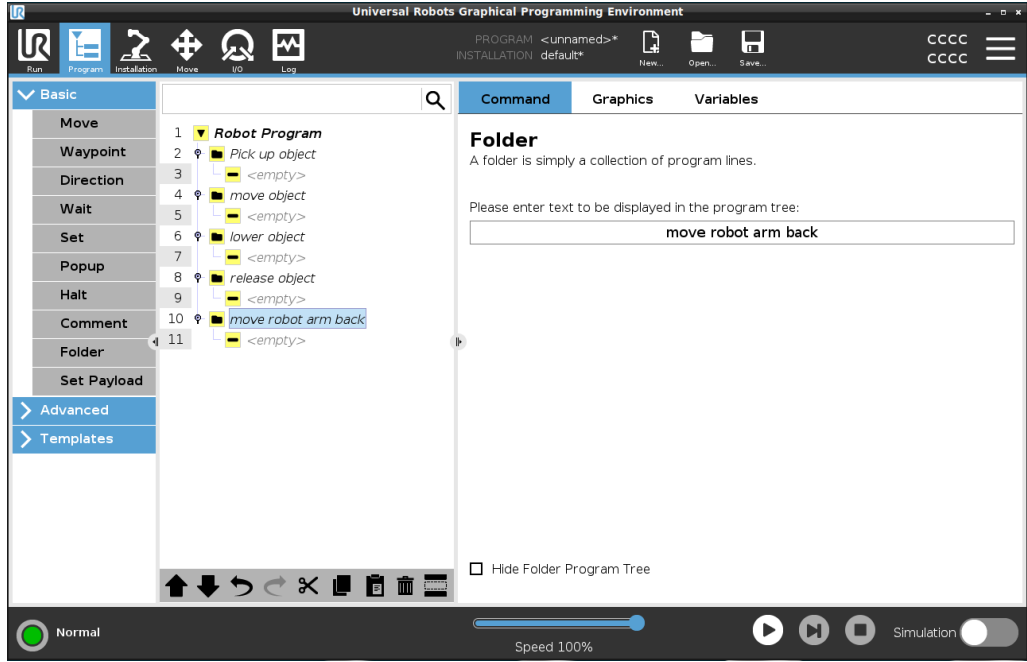 UR
Universal Robots Graphical Programming Environment
UR
Run
Program
Installation
Move
I/O
Log
PROGRAM <unnamed>*
INSTALLATION default*
New...
Open...
Save...
CCCC
CCCC
Basic
Move
Waypoint
Direction
Wait
Set
Popup
Halt
Comment
Folder
Set Payload
Advanced
Templates
1 Robot Program
2 Pick up object
3 <empty>
4 move object
5 <empty>
6 lower object
7 <empty>
8 release object
9 <empty>
10 move robot arm back
11 <empty>
Command Graphics Variables
Folder
A folder is simply a collection of program lines.
Please enter text to be displayed in the program tree:
move robot arm back
Hide Folder Program Tree
Normal
Speed 100%
Simulation